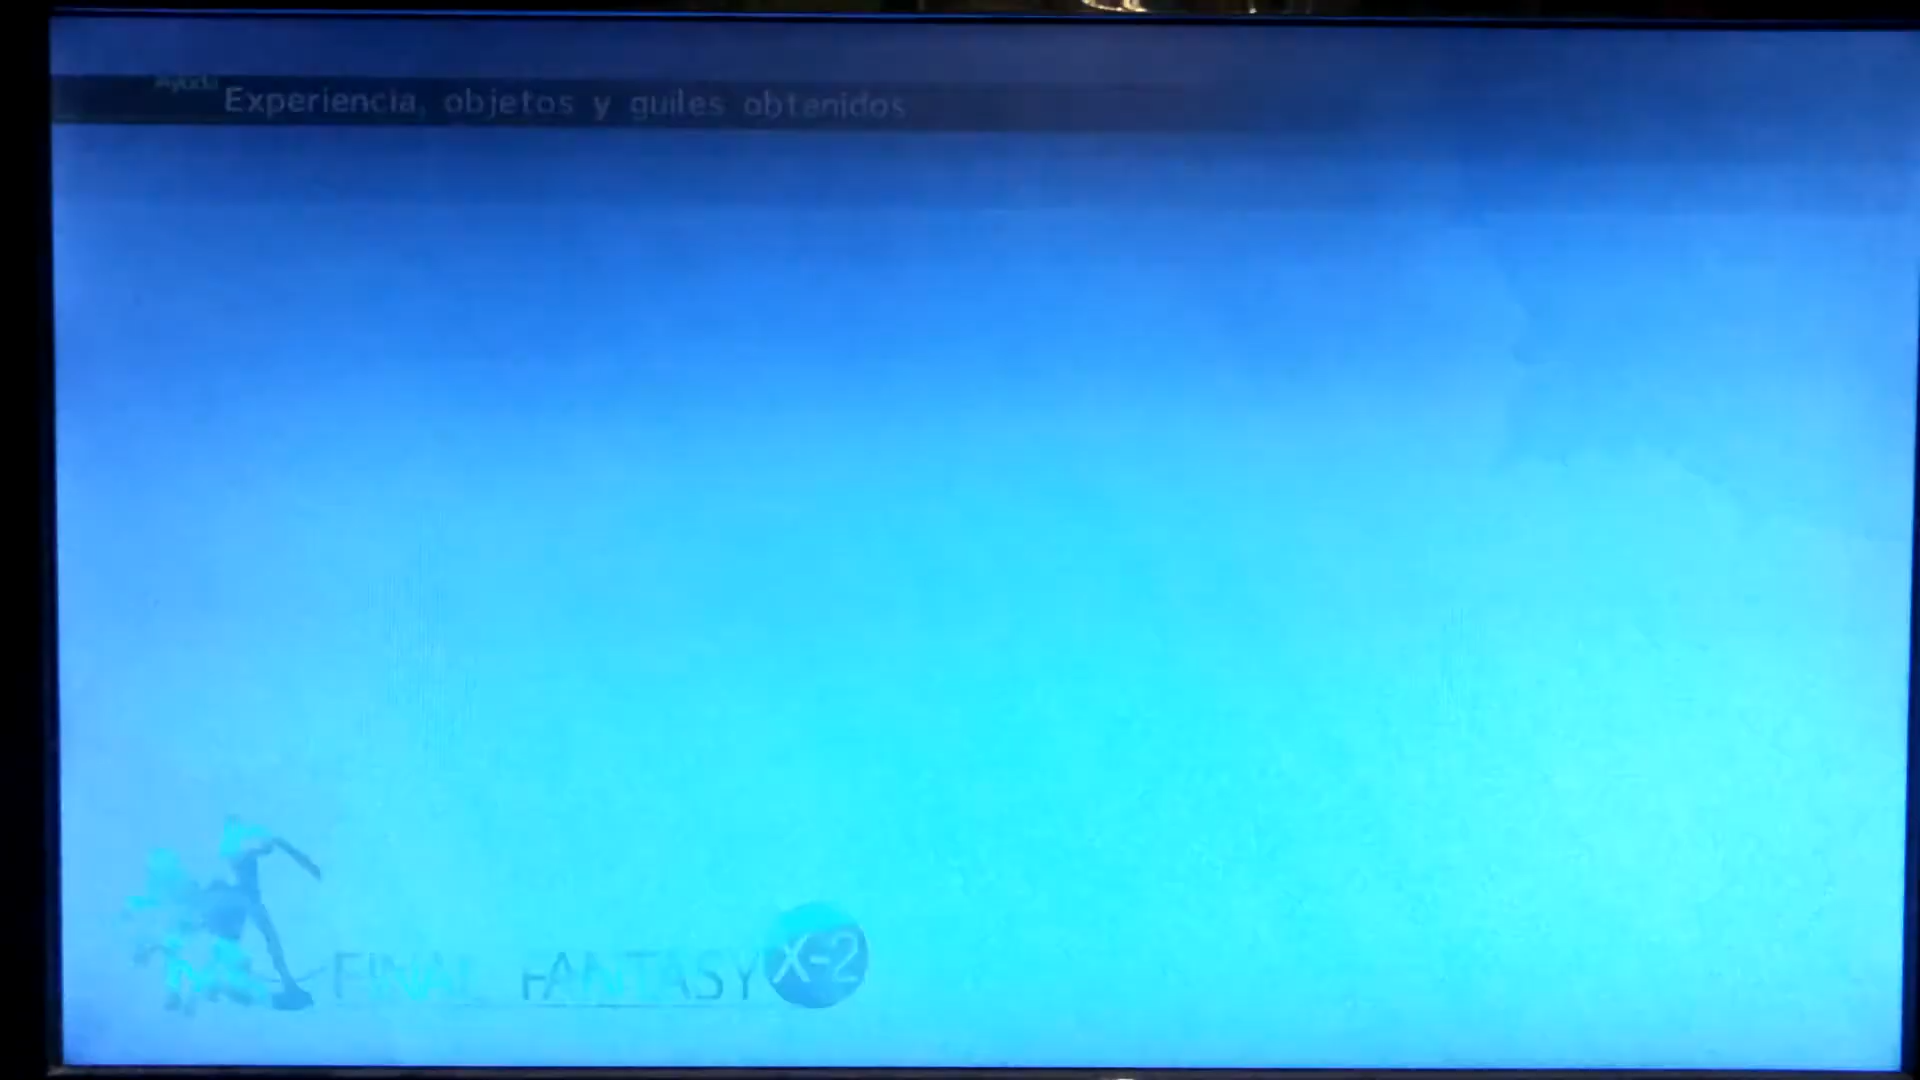 Ayuda
Experiencia, objetos y guiles obtenidos
FINAL FANTASY X-2